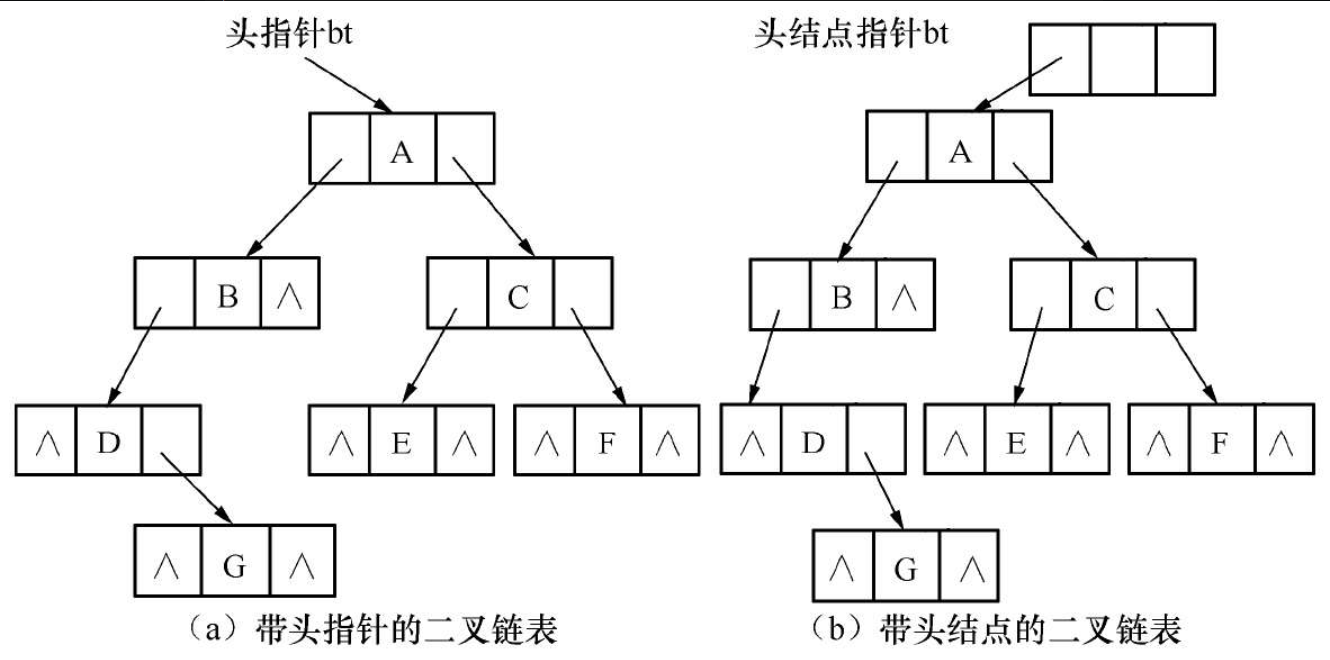 头指针bt
A
B ∧
C
∧ D
∧ E ∧
∧ F ∧
∧ G ∧
（a）带头指针的二叉链表
头结点指针bt
A
B ∧
C
∧ D
∧ E ∧
∧ F ∧
∧ G ∧
（b）带头结点的二叉链表